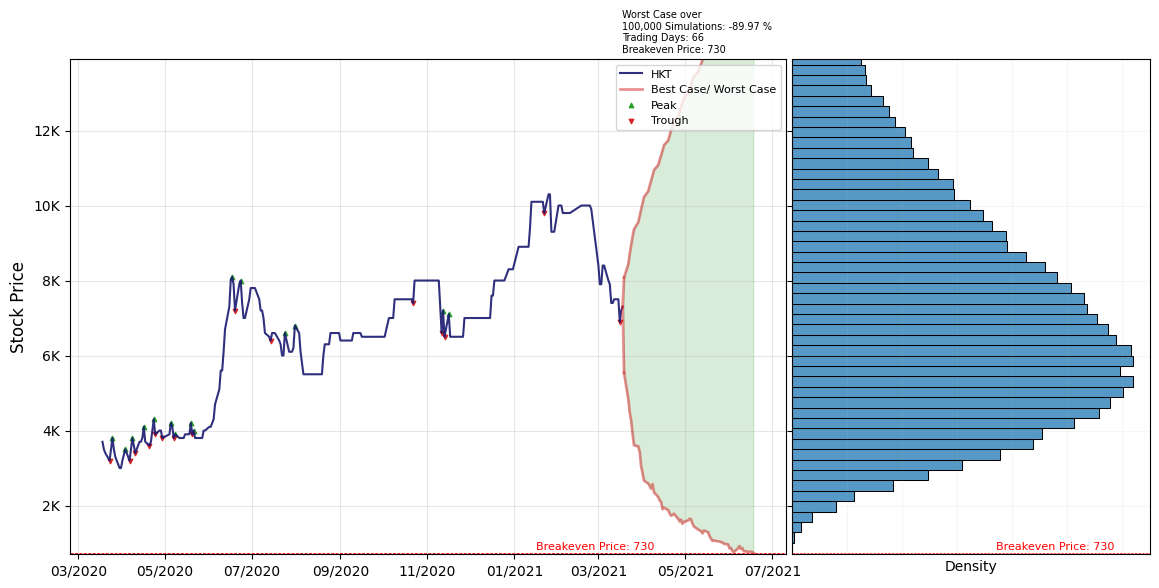 Worst Case over
100,000 Simulations: -89.97 %
Trading Days: 66
Breakeven Price: 730
HKT
Best Case/ Worst Case
Peak
Trough
Stock Price
12K
10K
8K
6K
4K
2K
Breakeven Price: 730
Breakeven Price: 730
03/2020 05/2020 07/2020 09/2020 11/2020 01/2021 03/2021 05/2021 07/2021
Density